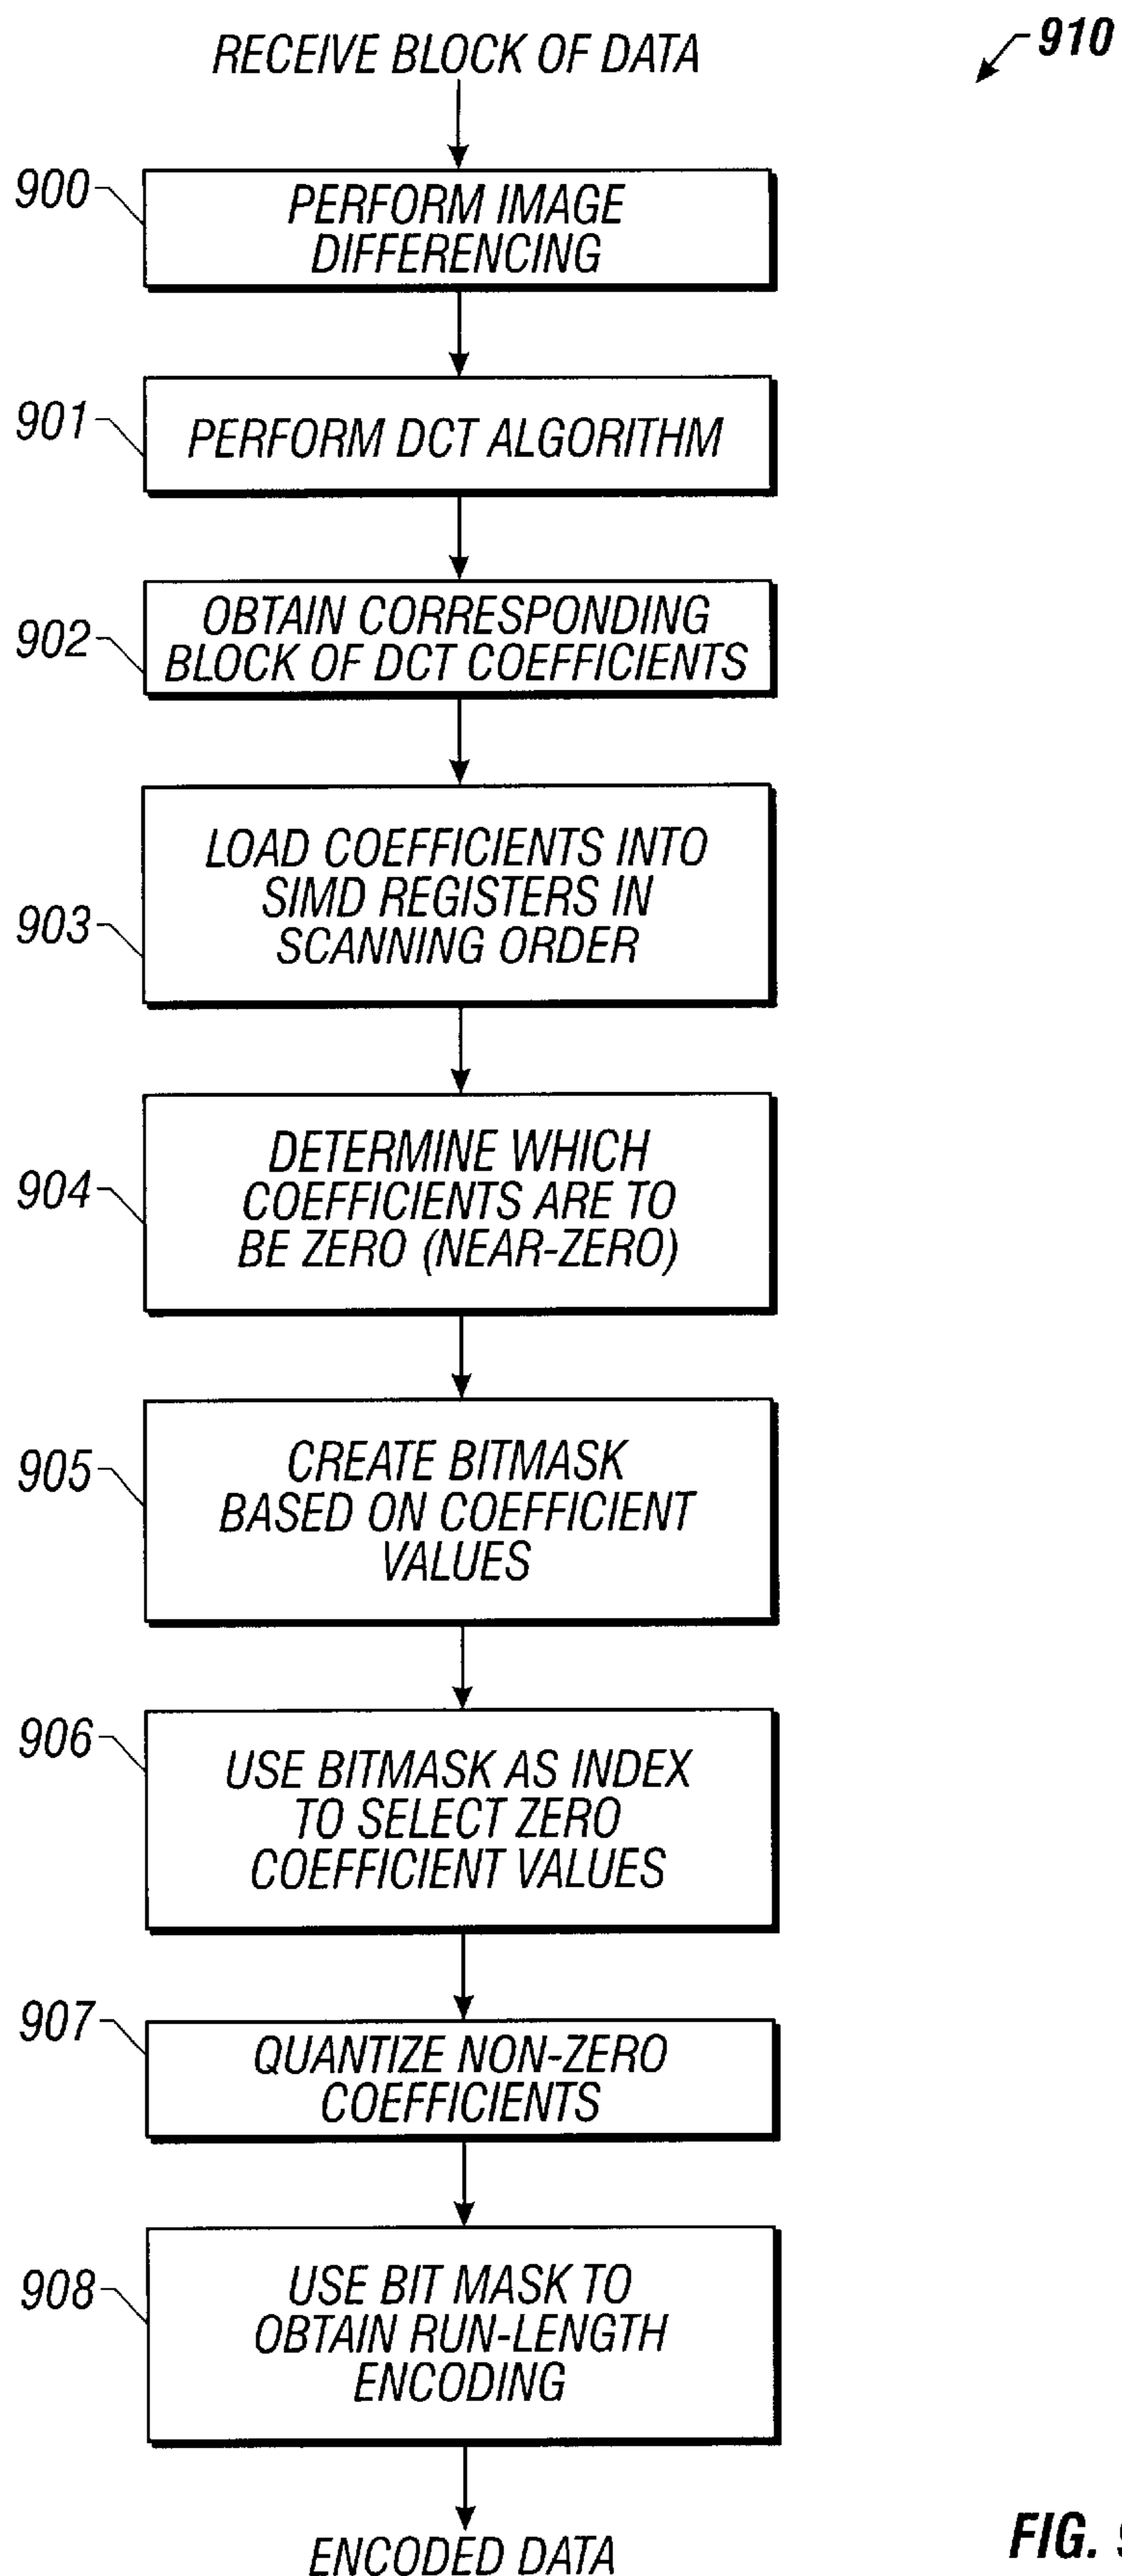 RECEIVE BLOCK OF DATA
910
900
PERFORM IMAGE
DIFFERENCING
901
PERFORM DCT ALGORITHM
902
OBTAIN CORRESPONDING
BLOCK OF DCT COEFFICIENTS
903
LOAD COEFFICIENTS INTO
SIMD REGISTERS IN
SCANNING ORDER
904
DETERMINE WHICH
COEFFICIENTS ARE TO
BE ZERO (NEAR-ZERO)
905
CREATE BITMASK
BASED ON COEFFICIENT
VALUES
906
USE BITMASK AS INDEX
TO SELECT ZERO
COEFFICIENT VALUES
907
QUANTIZE NON-ZERO
COEFFICIENTS
908
USE BIT MASK TO
OBTAIN RUN-LENGTH
ENCODING
ENCODED DATA
FIG. 9